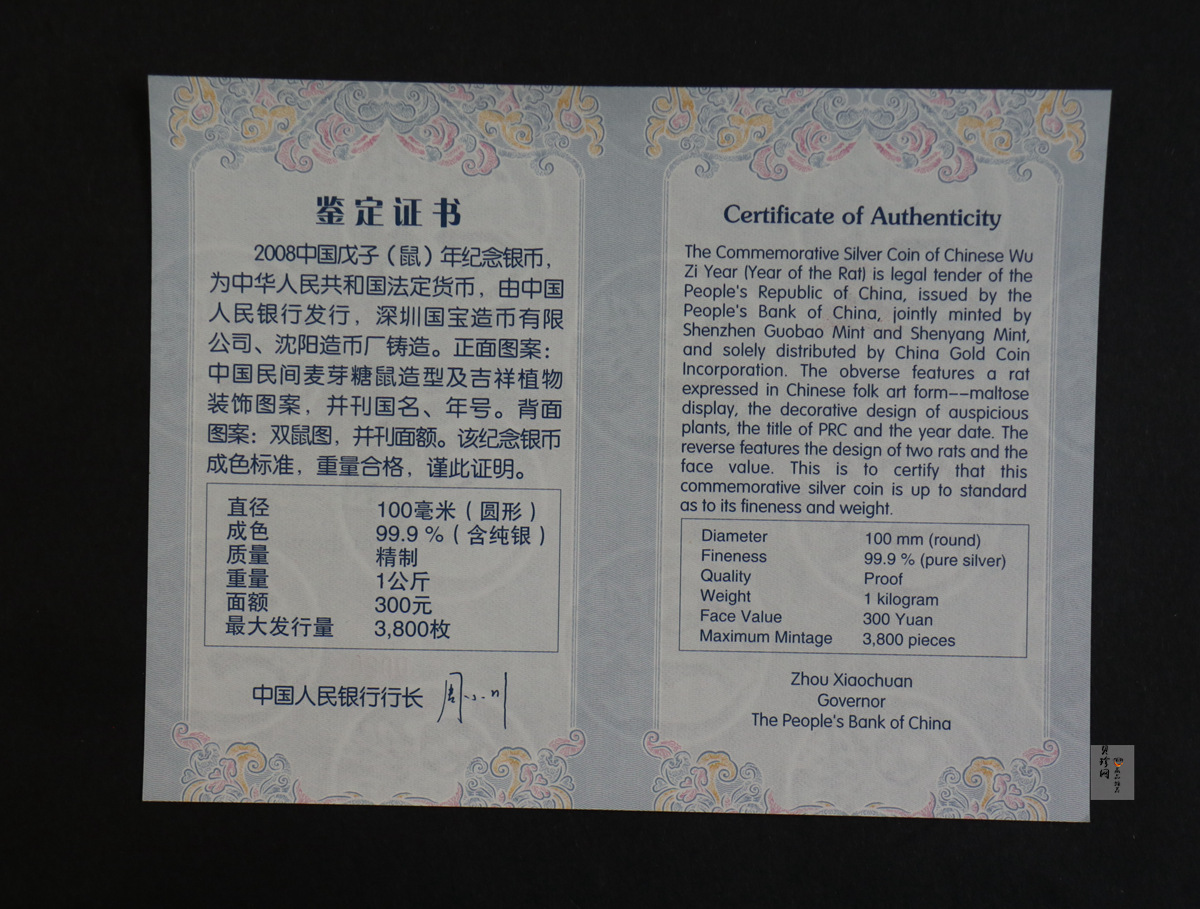 鉴定证书
2008中国戊子（鼠）年纪念银币，
为中华人民共和国法定货币，由中国
人民银行发行，深圳国宝造币有限
公司、沈阳造币厂铸造。正面图案：
中国民间麦芽糖鼠造型及吉祥植物
装饰图案，并刊国名、年号。背面
图案：双鼠图，并刊面额。该纪念银币
成色标准，重量合格，谨此证明。
直径 100毫米（圆形）
成色 99.9 %（含纯银）
质量 精制
重量 1公斤
面额 300元
最大发行量 3,800枚
中国人民银行行长 周小川
Certificate of Authenticity
The Commemorative Silver Coin of Chinese Wu
Zi Year (Year of the Rat) is legal tender of the
People's Republic of China, issued by the
People's Bank of China, jointly minted by
Shenzhen Guobao Mint and Shenyang Mint,
and solely distributed by China Gold Coin
Incorporation. The obverse features a rat
expressed in Chinese folk art form--maltose
display, the decorative design of auspicious
plants, the title of PRC and the year date. The
reverse features the design of two rats and the
face value. This is to certify that this
commemorative silver coin is up to standard
as to its fineness and weight.
Diameter 100 mm (round)
Fineness 99.9 % (pure silver)
Quality Proof
Weight 1 kilogram
Face Value 300 Yuan
Maximum Mintage 3,800 pieces
Zhou Xiaochuan
Governor
The People's Bank of China